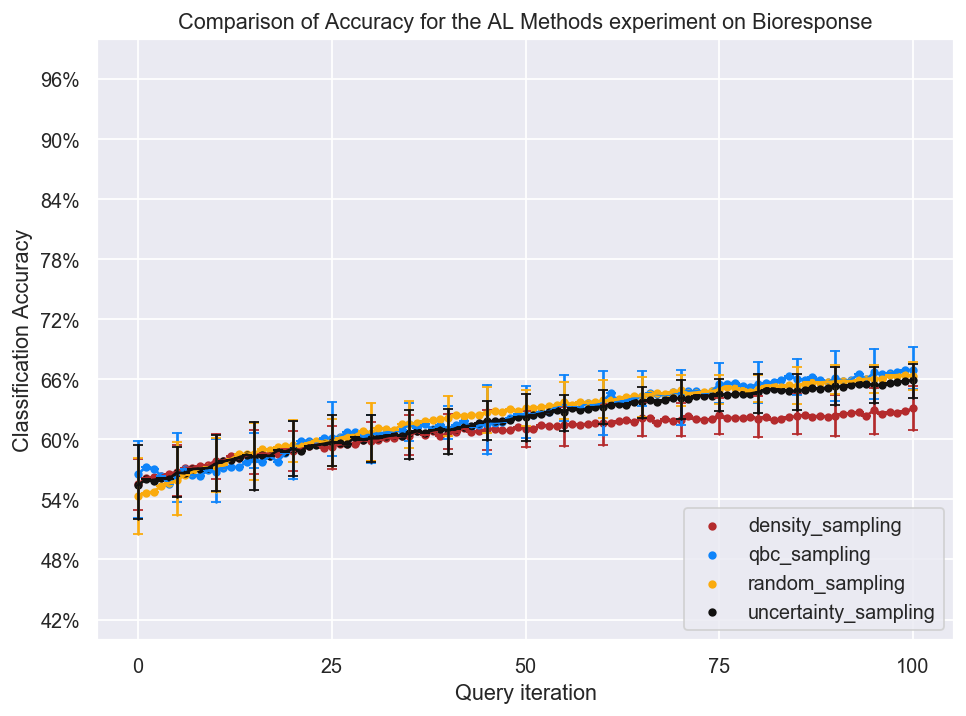 Comparison of Accuracy for the AL Methods experiment on Bioresponse
Classification Accuracy
96%
90%
84%
78%
72%
66%
60%
54%
48%
42%
density_sampling
qbc_sampling
random_sampling
uncertainty_sampling
0 25 50 75 100
Query iteration